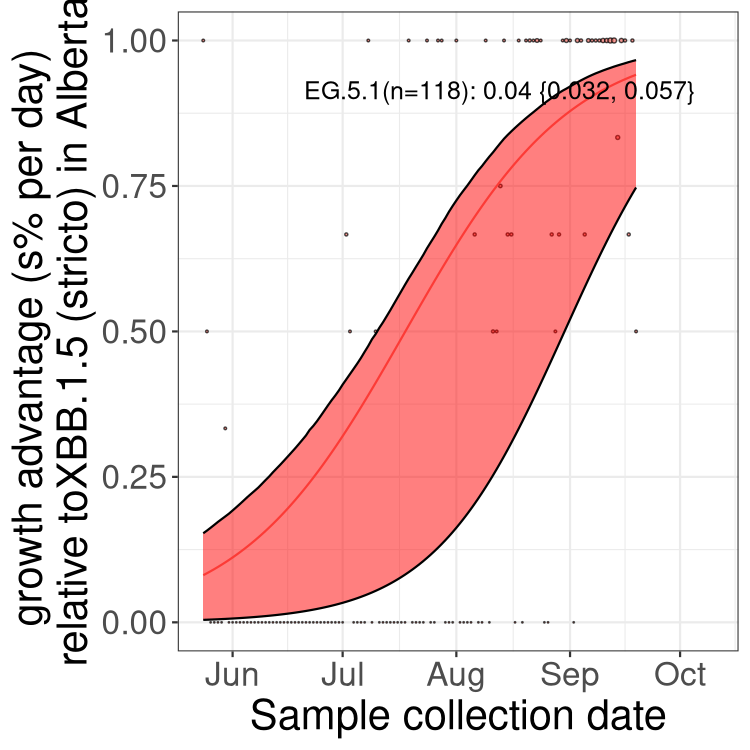 growth advantage (s% per day)
relative toXBB.1.5 (stricto) in Alberta
1.00
0.75
0.50
0.25
0.00
EG.5.1(n=118): 0.04 {0.032, 0.057}
Jun Jul Aug Sep Oct
Sample collection date